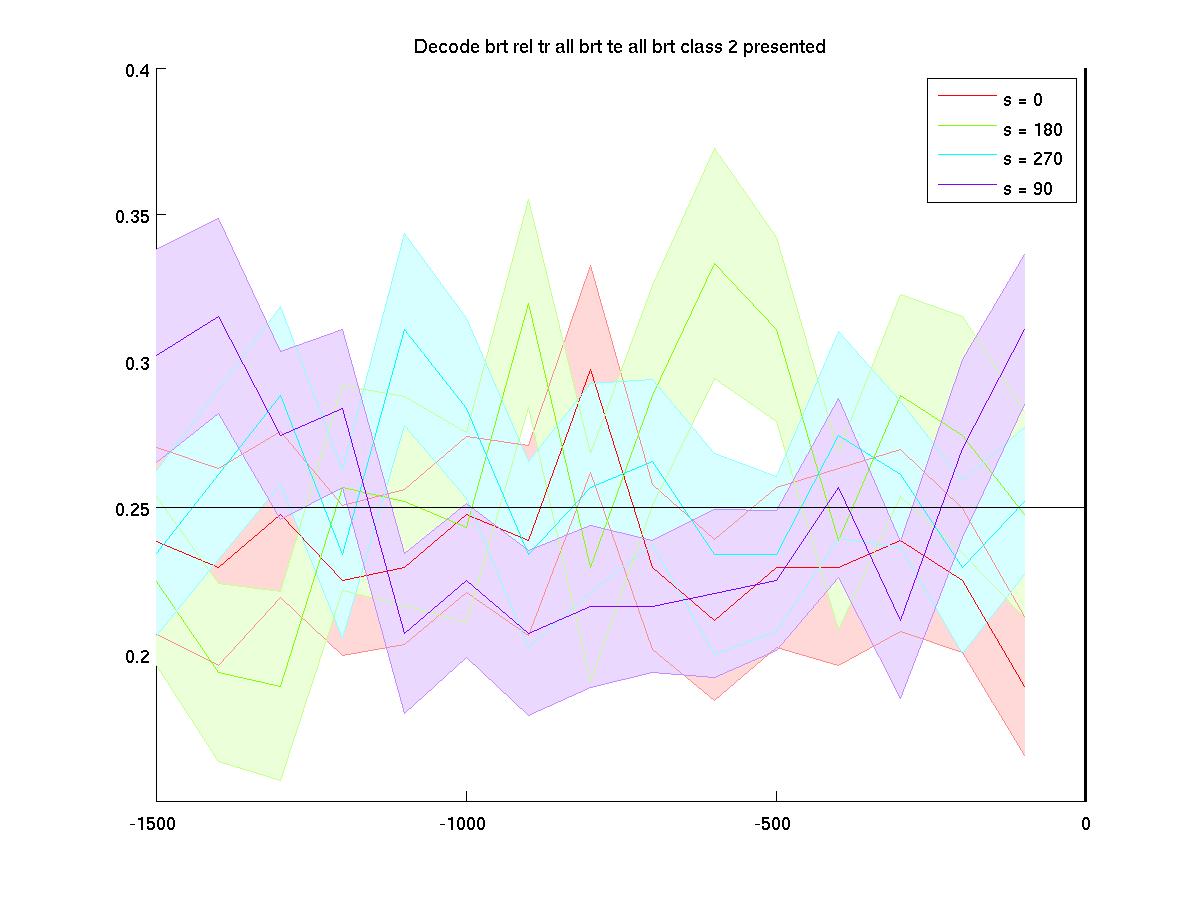 Decode brt rel tr all brt te all brt class 2 presented
0.4
0.35
0.3
0.25
0.2
-1500
-1000
-500
0
s = 0
s = 180
s = 270
s = 90